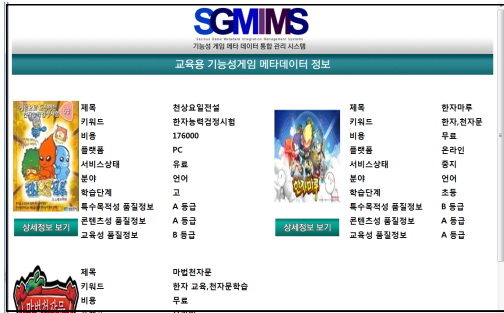 SGMIMS
Serious Game Metadata Integration Management Systems
기능성 게임 메타 데이터 통합 관리 시스템
교육용 기능성게임 메타데이터 정보
제목 천상요일전설
키워드 한자능력검정시험
비용 176000
플랫폼 PC
서비스상태 유료
분야 언어
학습단계 고
특수목적성 품질정보 A 등급
콘텐츠성 품질정보 A 등급
교육성 품질정보 B 등급
상세정보 보기
제목 한자마루
키워드 한자,천자문
비용 무료
플랫폼 온라인
서비스상태 중지
분야 언어
학습단계 초등
특수목적성 품질정보 B 등급
콘텐츠성 품질정보 A 등급
교육성 품질정보 A 등급
한자마루
상세정보 보기
제목 마법천자문
키워드 한자 교육,천자문학습
비용 무료
마법천자문